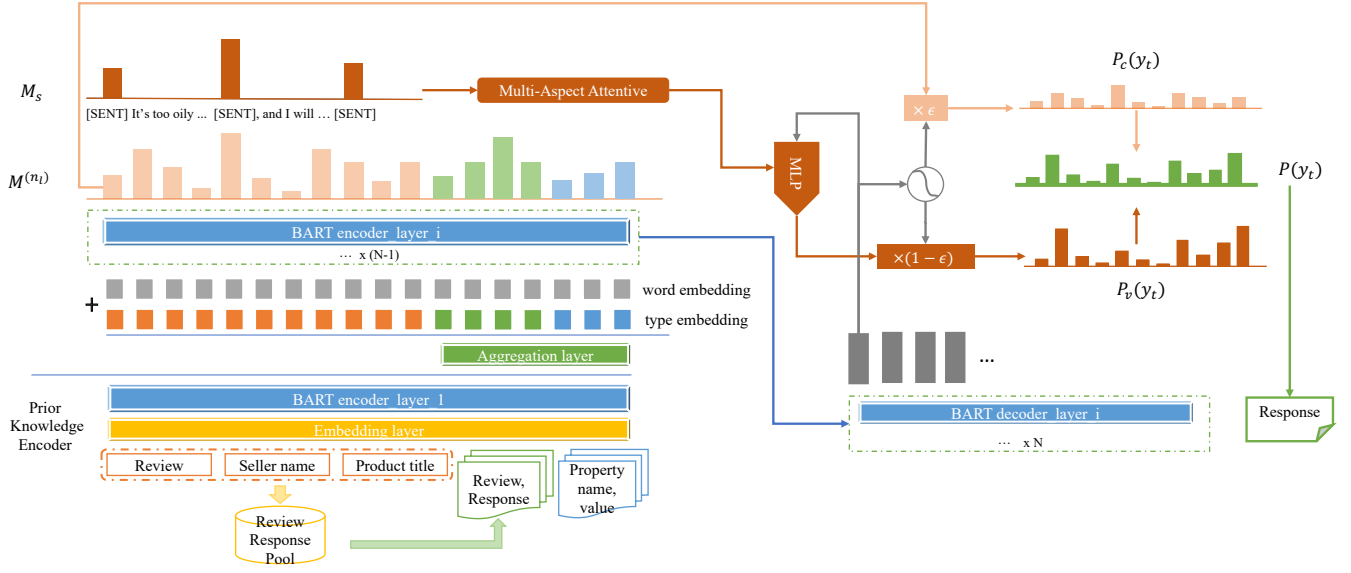 M_s
[SENT] It's too oily ... [SENT], and I will … [SENT]
Multi-Aspect Attentive
M^{(n_l)}
BART encoder_layer_i
… x (N-1)
+
word embedding
type embedding
Aggregation layer
Prior
Knowledge
Encoder
BART encoder_layer_1
Embedding layer
Review
Seller name
Product title
Review
Response
Pool
Review,
Response
Property
name,
value
MLP
× ϵ
×(1 − ϵ)
P_c(y_t)
P(y_t)
P_v(y_t)
...
BART decoder_layer_i
… x N
Response